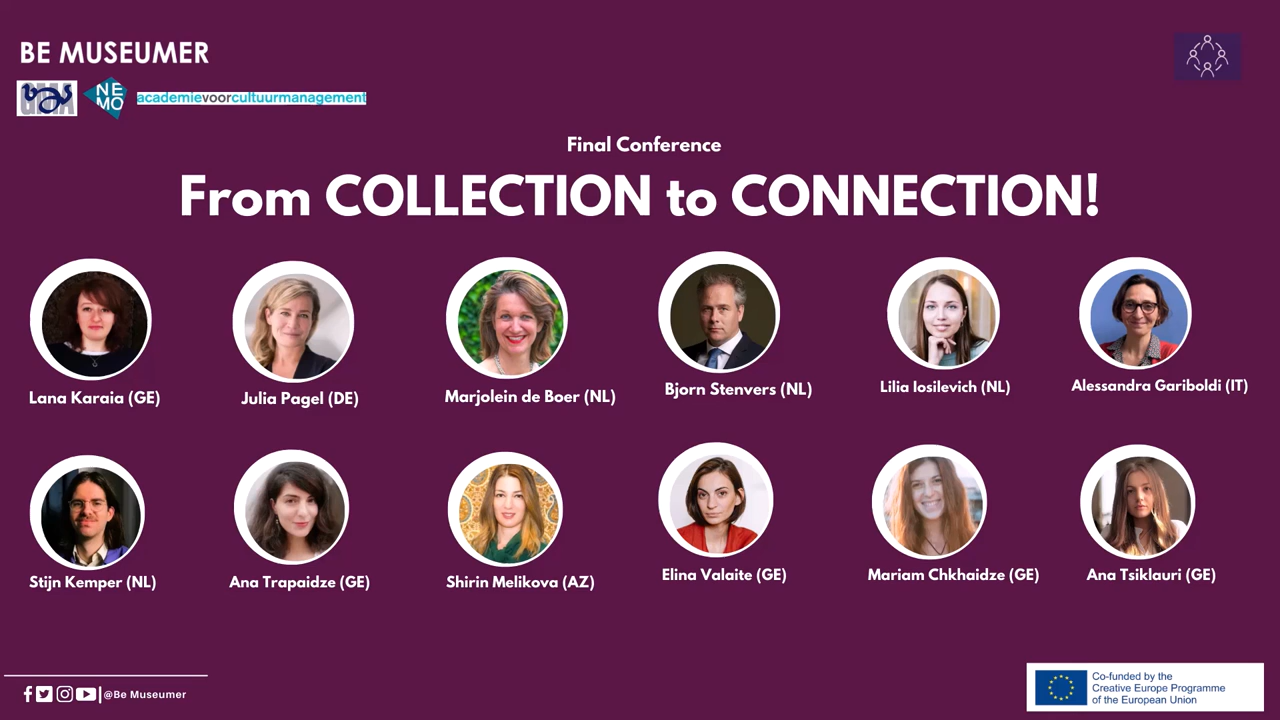 BE MUSEUMER
GMA
NE
MO
academievoorcultuurmanagement
Final Conference
From COLLECTION to CONNECTION!
Lana Karaia (GE)
Julia Pagel (DE)
Marjolein de Boer (NL)
Bjorn Stenvers (NL)
Lilia Iosilevich (NL)
Alessandra Gariboldi (IT)
Stijn Kemper (NL)
Ana Trapaidze (GE)
Shirin Melikova (AZ)
Elina Valaite (GE)
Mariam Chkhaidze (GE)
Ana Tsiklauri (GE)
@Be Museumer
Co-funded by the
Creative Europe Programme
of the European Union